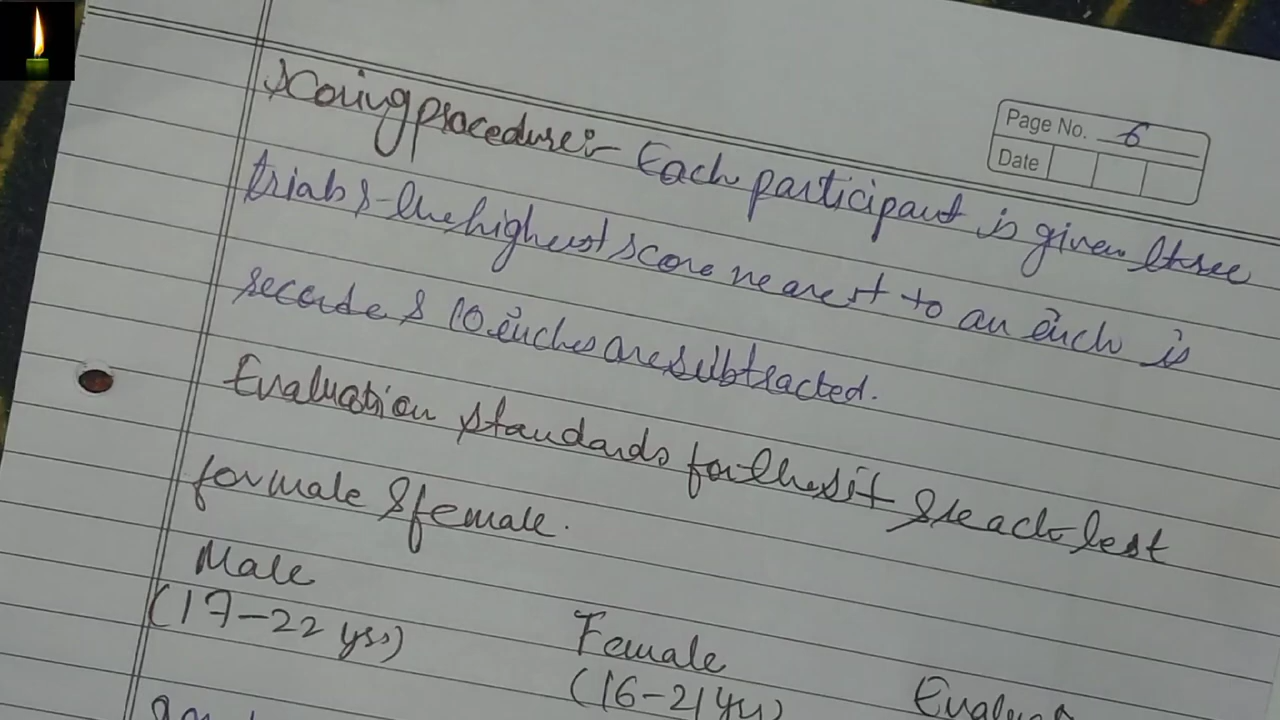 Page No. 6
Date
Scoring procedure:- Each participant is given three
trials & the highest score nearest to an inch is
recorde & 10 inches are subtracted.
Evaluation standards for the sit & reach test
for male & female.
Male
(17-22 yrs)
Female
(16-21 yrs)